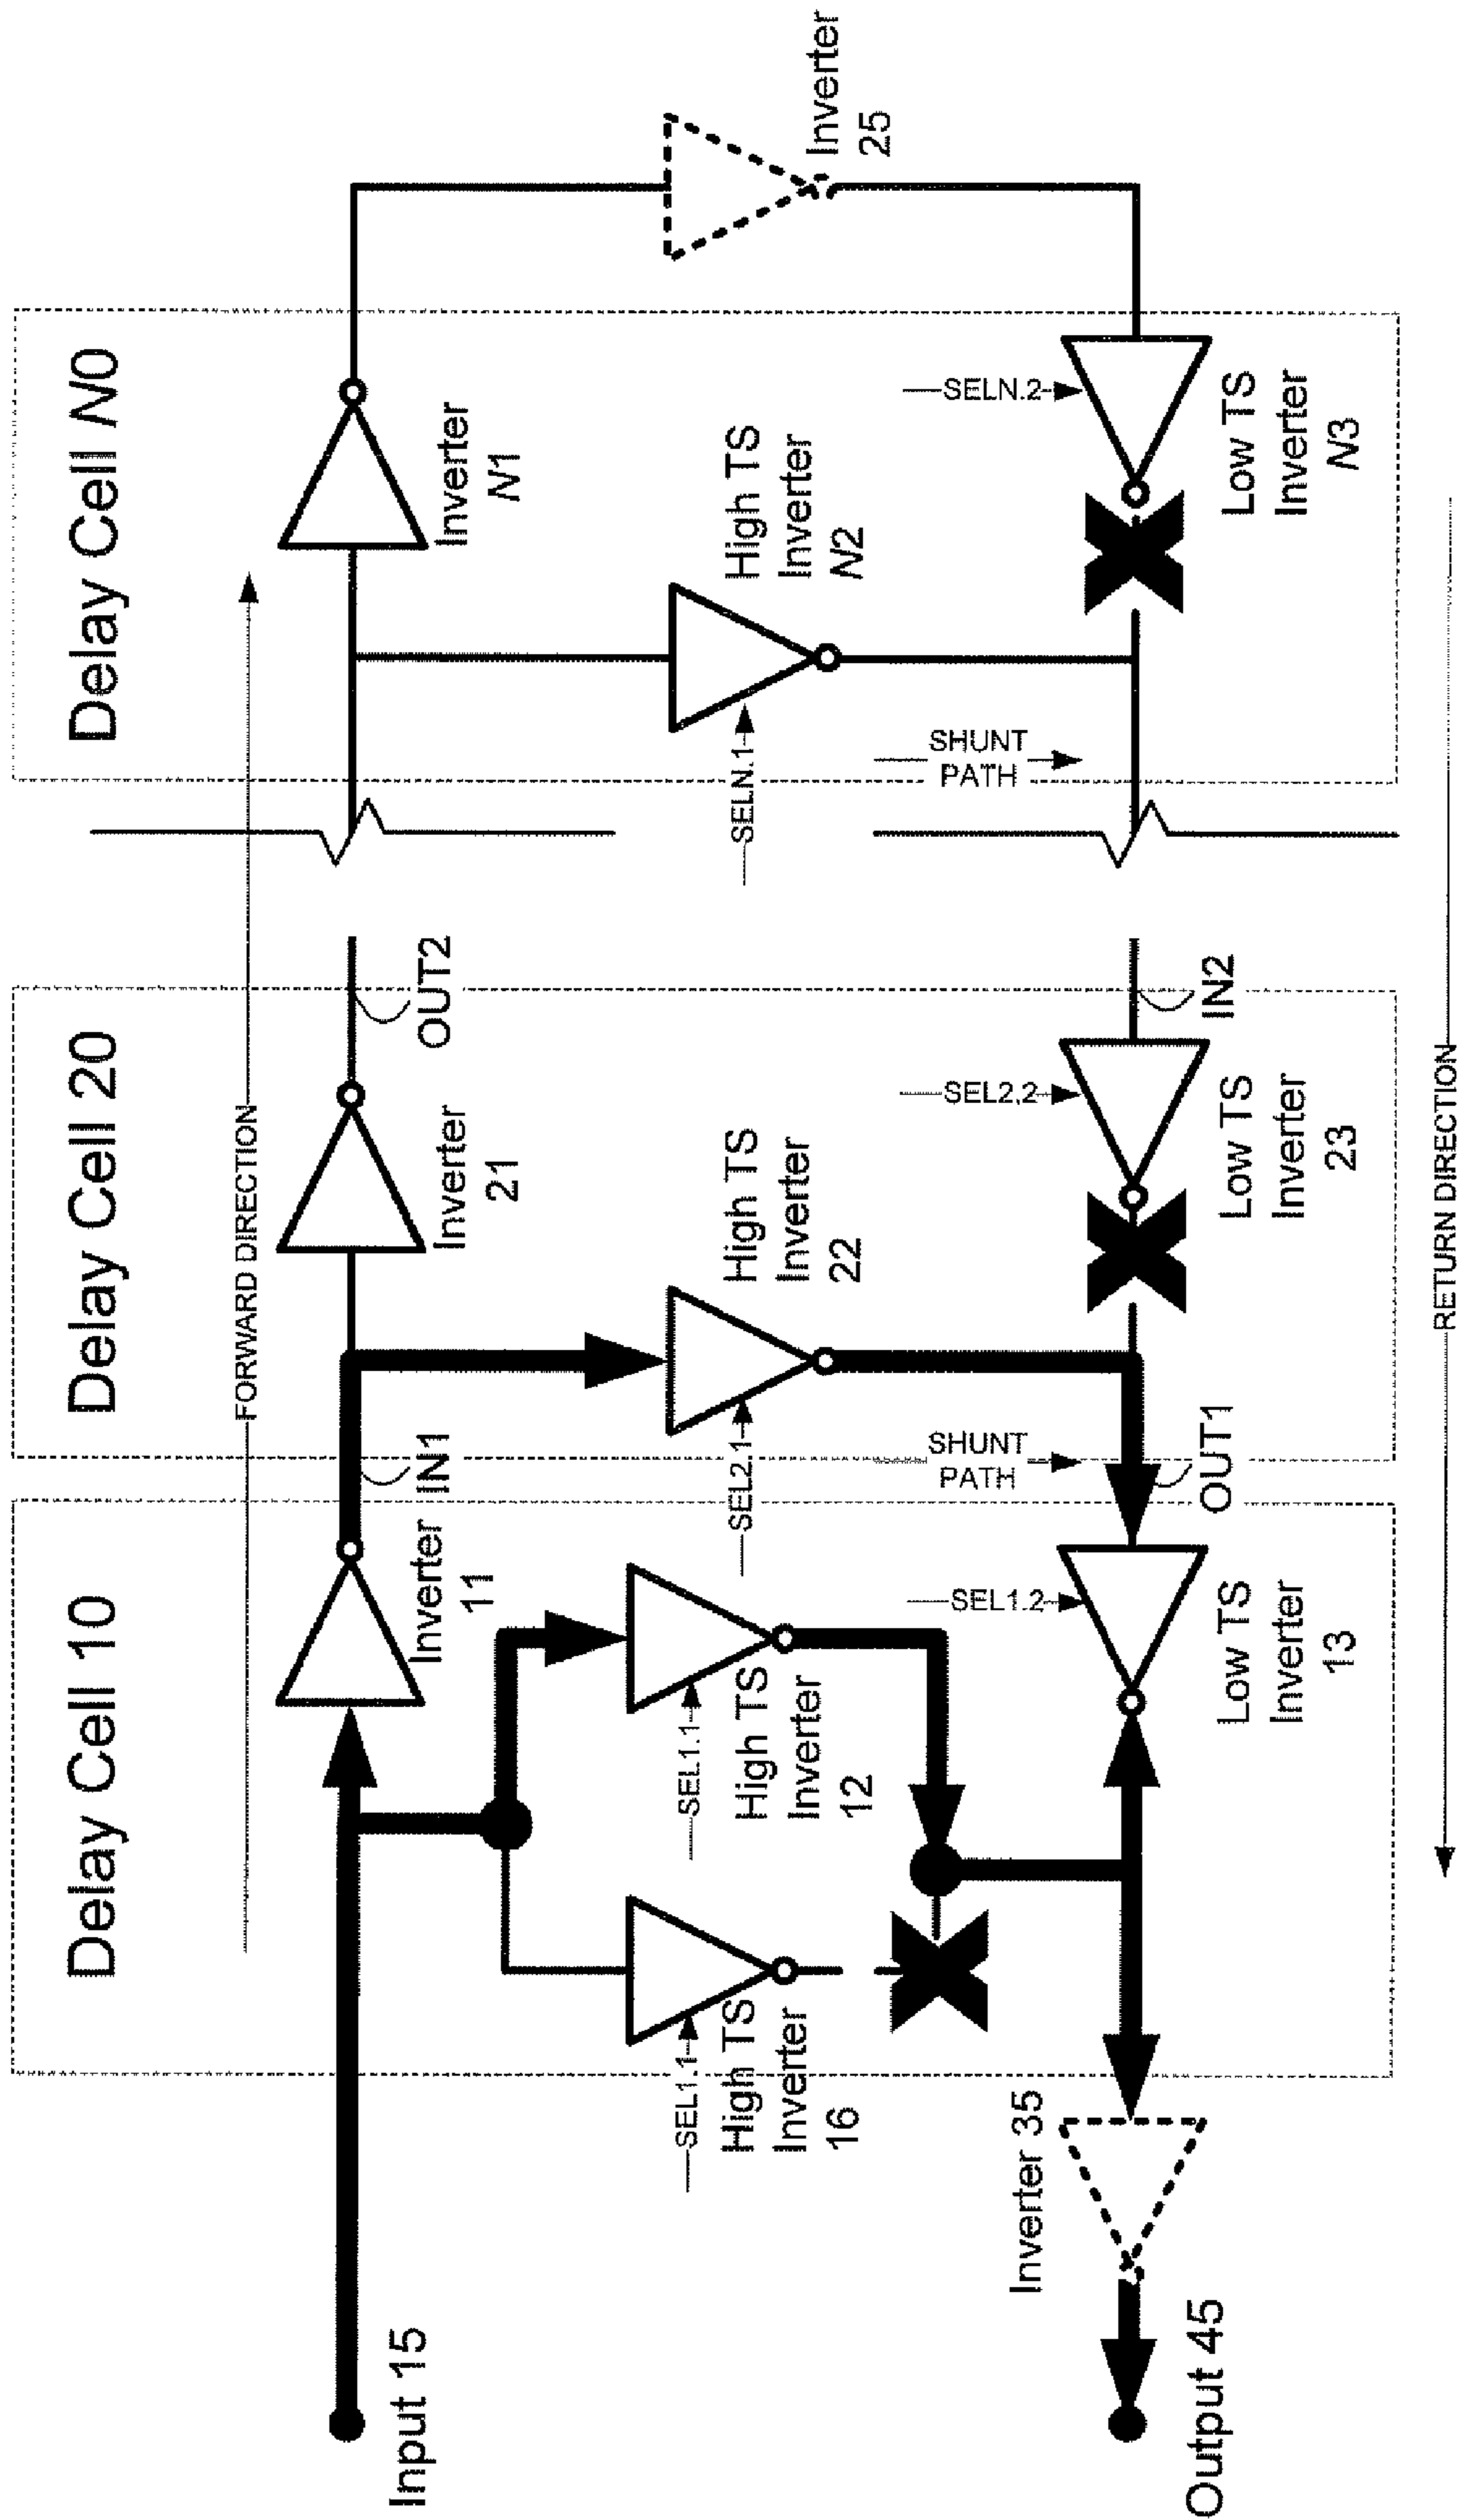 Delay Cell 10
Delay Cell 20
Delay Cell N0
FORWARD DIRECTION
Input 15
Inverter
11
IN1
Inverter
21
OUT2
Inverter
N1
SEL1.1
High TS
Inverter
16
SEL1.1
High TS
Inverter
12
SEL2.1
High TS
Inverter
22
SELN.1
High TS
Inverter
N2
Inverter
25
SHUNT
PATH
SHUNT
PATH
SEL1.2
SEL2,2
SELN.2
Inverter 35
Output 45
Low TS
Inverter
13
OUT1
Low TS
Inverter
23
IN2
Low TS
Inverter
N3
RETURN DIRECTION